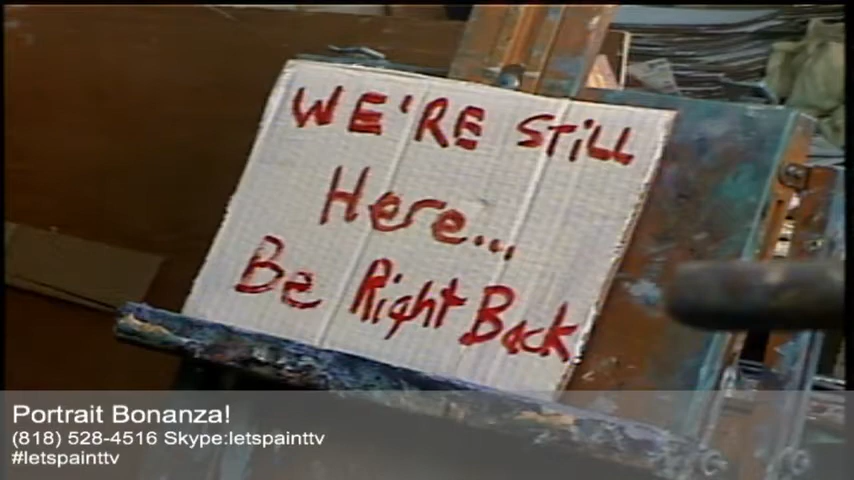 WE'RE STiLL
Here...
Be Right Back
Portrait Bonanza!
(818) 528-4516 Skype:letspainttv
#letspainttv